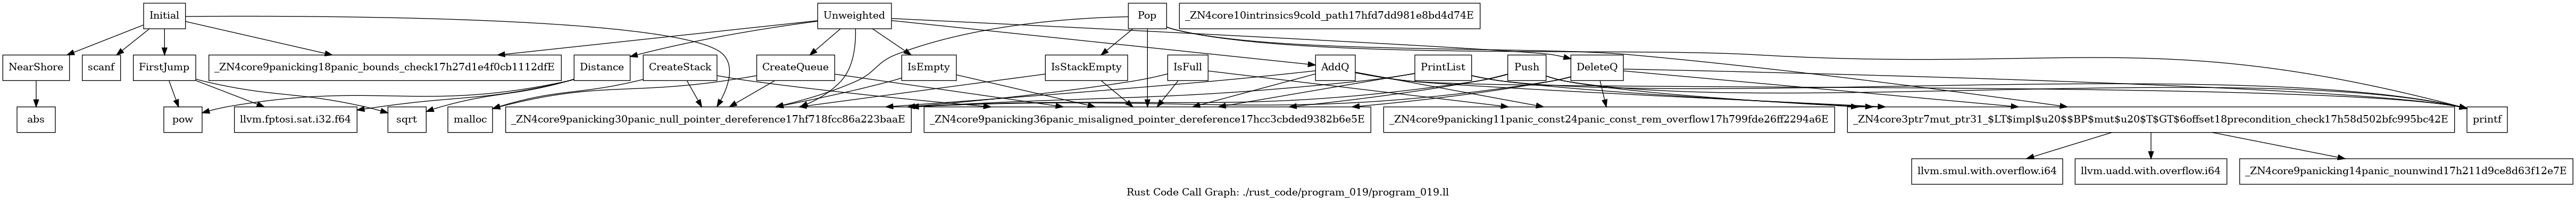 Initial
Unweighted
Pop
_ZN4core10intrinsics9cold_path17hfd7dd981e8bd4d74E
NearShore
scanf
FirstJump
_ZN4core9panicking18panic_bounds_check17h27d1e4f0cb1112dfE
Distance
CreateStack
CreateQueue
IsEmpty
IsStackEmpty
IsFull
AddQ
PrintList
Push
DeleteQ
abs
pow
llvm.fptosi.sat.i32.f64
sqrt
malloc
_ZN4core9panicking30panic_null_pointer_dereference17hf718fcc86a223baaE
_ZN4core9panicking36panic_misaligned_pointer_dereference17hcc3cbded9382b6e5E
_ZN4core9panicking11panic_const24panic_const_rem_overflow17h799fde26ff2294a6E
_ZN4core3ptr7mut_ptr31_$LT$impl$u20$$BP$mut$u20$T$GT$6offset18precondition_check17h58d502bfc995bc42E
printf
llvm.smul.with.overflow.i64
llvm.uadd.with.overflow.i64
_ZN4core9panicking14panic_nounwind17h211d9ce8d63f12e7E
Rust Code Call Graph: ./rust_code/program_019/program_019.ll